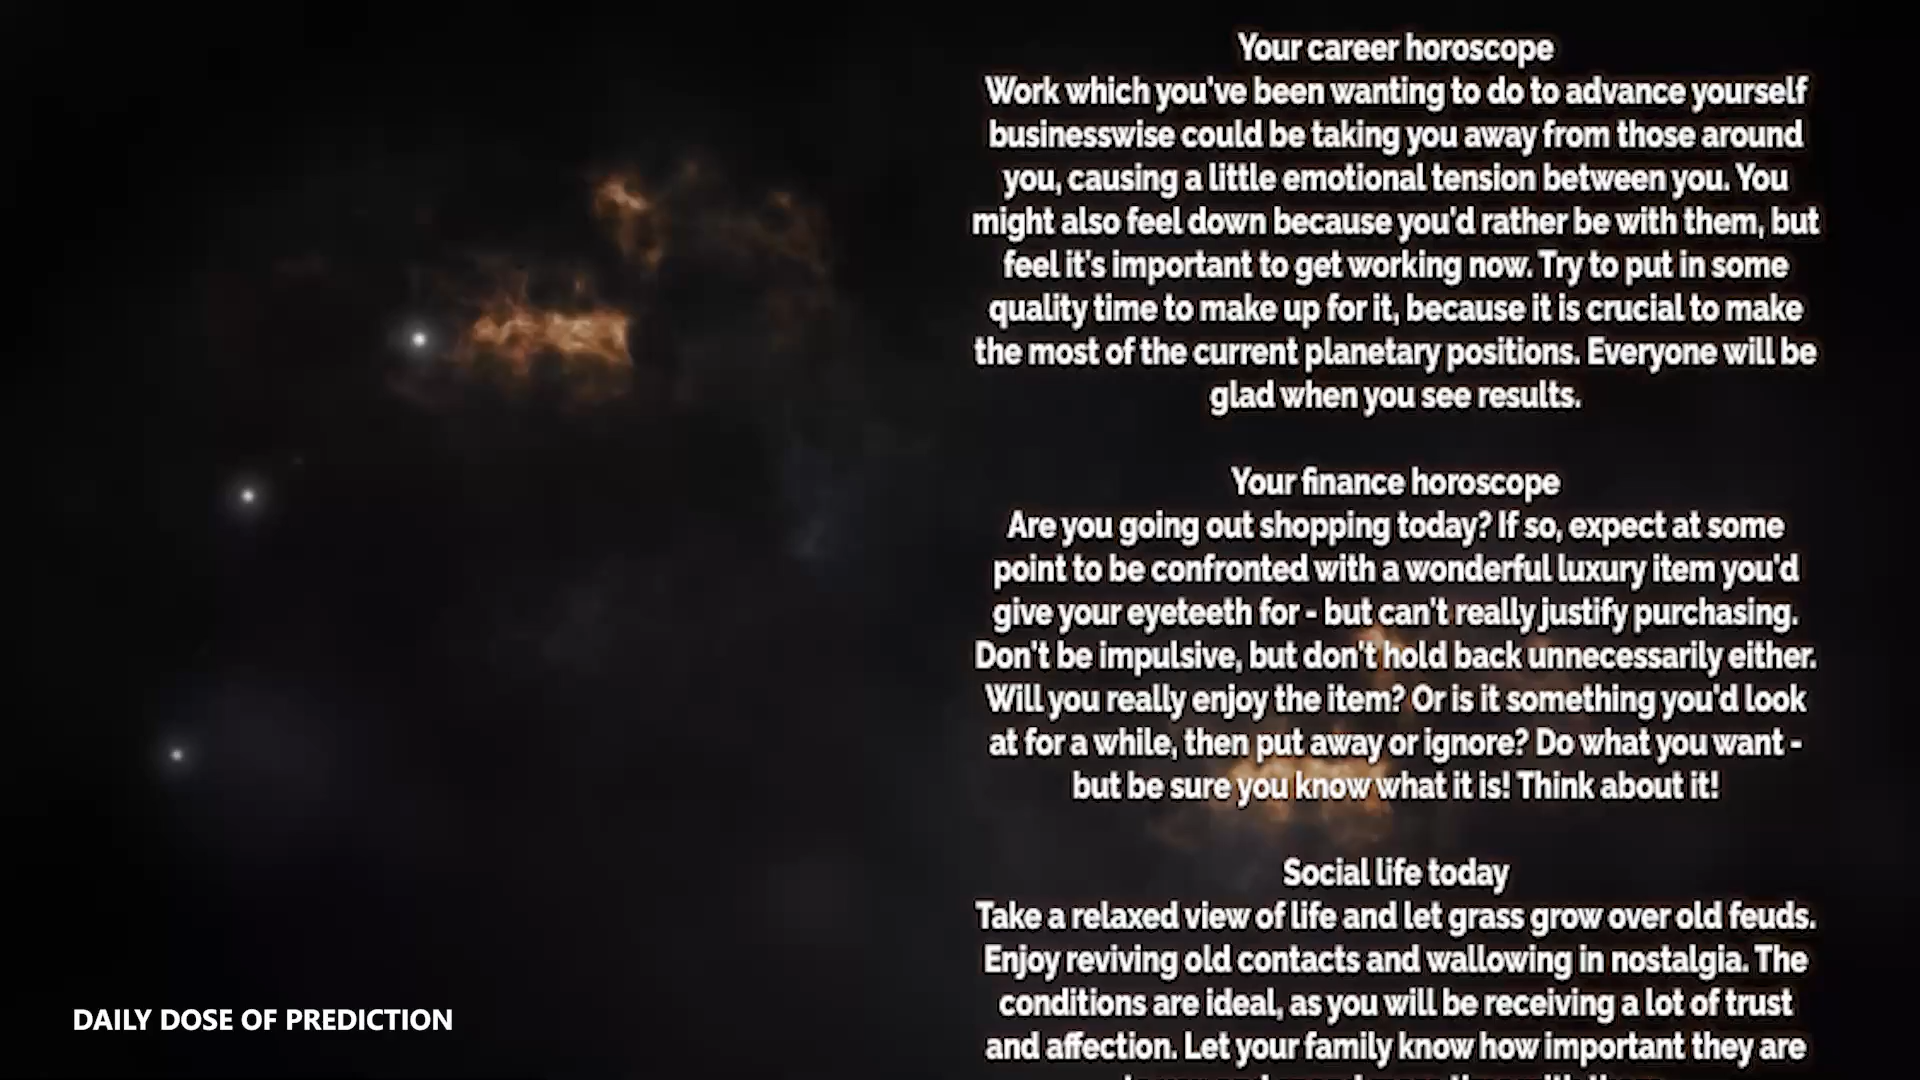 Your career horoscope
Work which you've been wanting to do to advance yourself
businesswise could be taking you away from those around
you, causing a little emotional tension between you. You
might also feel down because you'd rather be with them, but
feel it's important to get working now. Try to put in some
quality time to make up for it, because it is crucial to make
the most of the current planetary positions. Everyone will be
glad when you see results.
Your finance horoscope
Are you going out shopping today? If so, expect at some
point to be confronted with a wonderful luxury item you'd
give your eyeteeth for - but can't really justify purchasing.
Don't be impulsive, but don't hold back unnecessarily either.
Will you really enjoy the item? Or is it something you'd look
at for a while, then put away or ignore? Do what you want -
but be sure you know what it is! Think about it!
Social life today
Take a relaxed view of life and let grass grow over old feuds.
Enjoy reviving old contacts and wallowing in nostalgia. The
conditions are ideal, as you will be receiving a lot of trust
and affection. Let your family know how important they are
DAILY DOSE OF PREDICTION